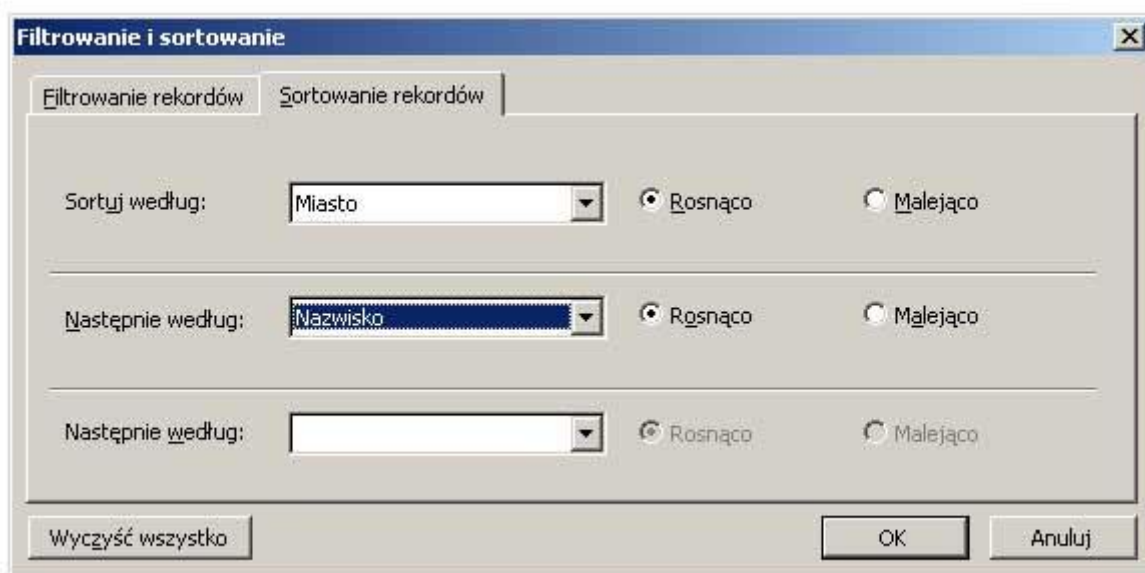 Filtrowanie i sortowanie
Filtrowanie rekordów Sortowanie rekordów
Sortuj według: Miasto Rosnąco Malejąco
Następnie według: Nazwisko Rosnąco Malejąco
Następnie według: Rosnąco Malejąco
Wyczyść wszystko OK Anuluj